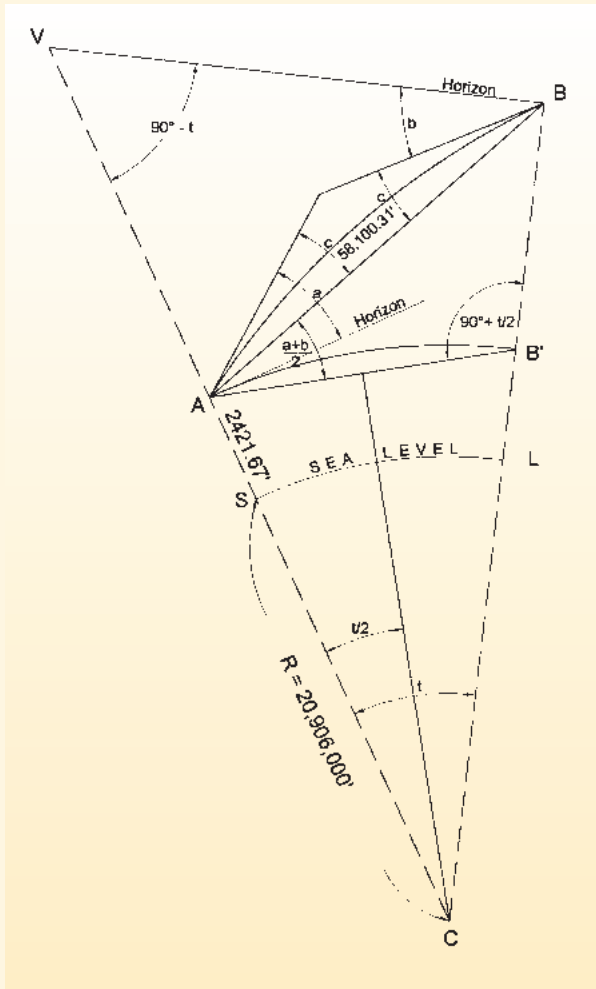 V
Horizon
B
90° - t
b
c
58,100.31'
c
a
Horizon
a+b
2
90° + t/2
B'
A
2421.67'
SEA LEVEL
L
S
t/2
t
R = 20,906,000'
C